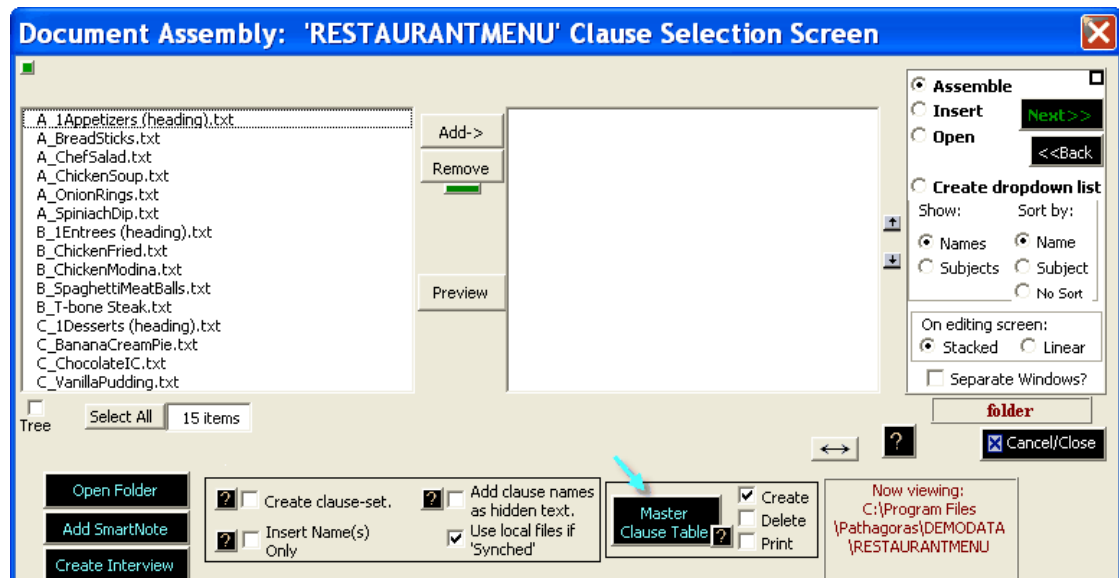 Document Assembly: 'RESTAURANTMENU' Clause Selection Screen
A_1Appetizers (heading).txt
A_BreadSticks.txt
A_ChefSalad.txt
A_ChickenSoup.txt
A_OnionRings.txt
A_SpiniachDip.txt
B_1Entrees (heading).txt
B_ChickenFried.txt
B_ChickenModina.txt
B_SpaghettiMeatBalls.txt
B_T-bone Steak.txt
C_1Desserts (heading).txt
C_BananaCreamPie.txt
C_ChocolateIC.txt
C_VanillaPudding.txt
Add->
Remove
Preview
Assemble
Insert
Open
Next>>
<<Back
Create dropdown list
Show: Sort by:
Names Name
Subjects Subject
No Sort
On editing screen:
Stacked Linear
Separate Windows?
folder
Tree
Select All
15 items
?
Cancel/Close
Open Folder
Add SmartNote
Create Interview
? Create clause-set.
? Insert Name(s)
Only
? Add clause names
as hidden text.
Use local files if
'Synched'
Master
Clause Table ?
Create
Delete
Print
Now viewing:
C:\Program Files
\Pathagoras\DEMODATA
\RESTAURANTMENU